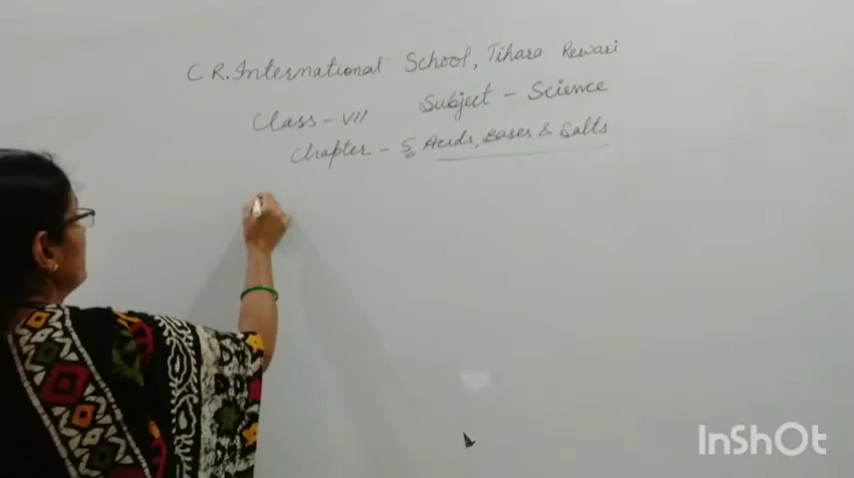 C R. International School, Tihara Rewari
Class - VII Subject - Science
Chapter - 5 Acids, Bases & Salts
InShOt